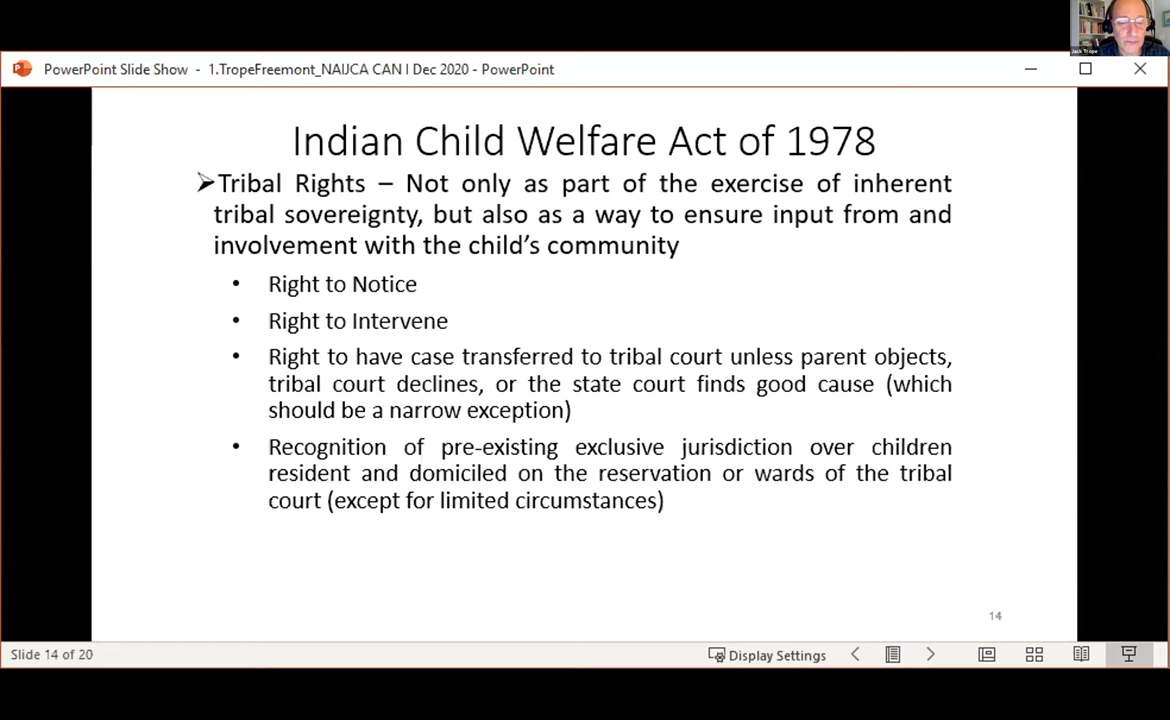 Jack Trope
PowerPoint Slide Show - 1.TropeFreemont_NAIJCA CAN I Dec 2020 - PowerPoint
Indian Child Welfare Act of 1978
➢Tribal Rights – Not only as part of the exercise of inherent
tribal sovereignty, but also as a way to ensure input from and
involvement with the child’s community
• Right to Notice
• Right to Intervene
• Right to have case transferred to tribal court unless parent objects,
tribal court declines, or the state court finds good cause (which
should be a narrow exception)
• Recognition of pre-existing exclusive jurisdiction over children
resident and domiciled on the reservation or wards of the tribal
court (except for limited circumstances)
14
Slide 14 of 20
Display Settings